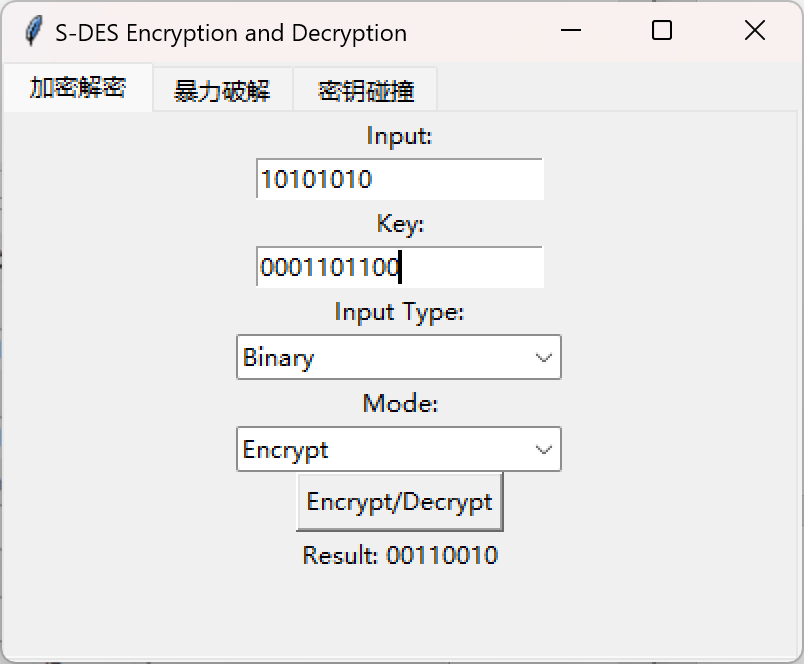 S-DES Encryption and Decryption
加密解密 暴力破解 密钥碰撞
Input:
10101010
Key:
0001101100
Input Type:
Binary
Mode:
Encrypt
Encrypt/Decrypt
Result: 00110010